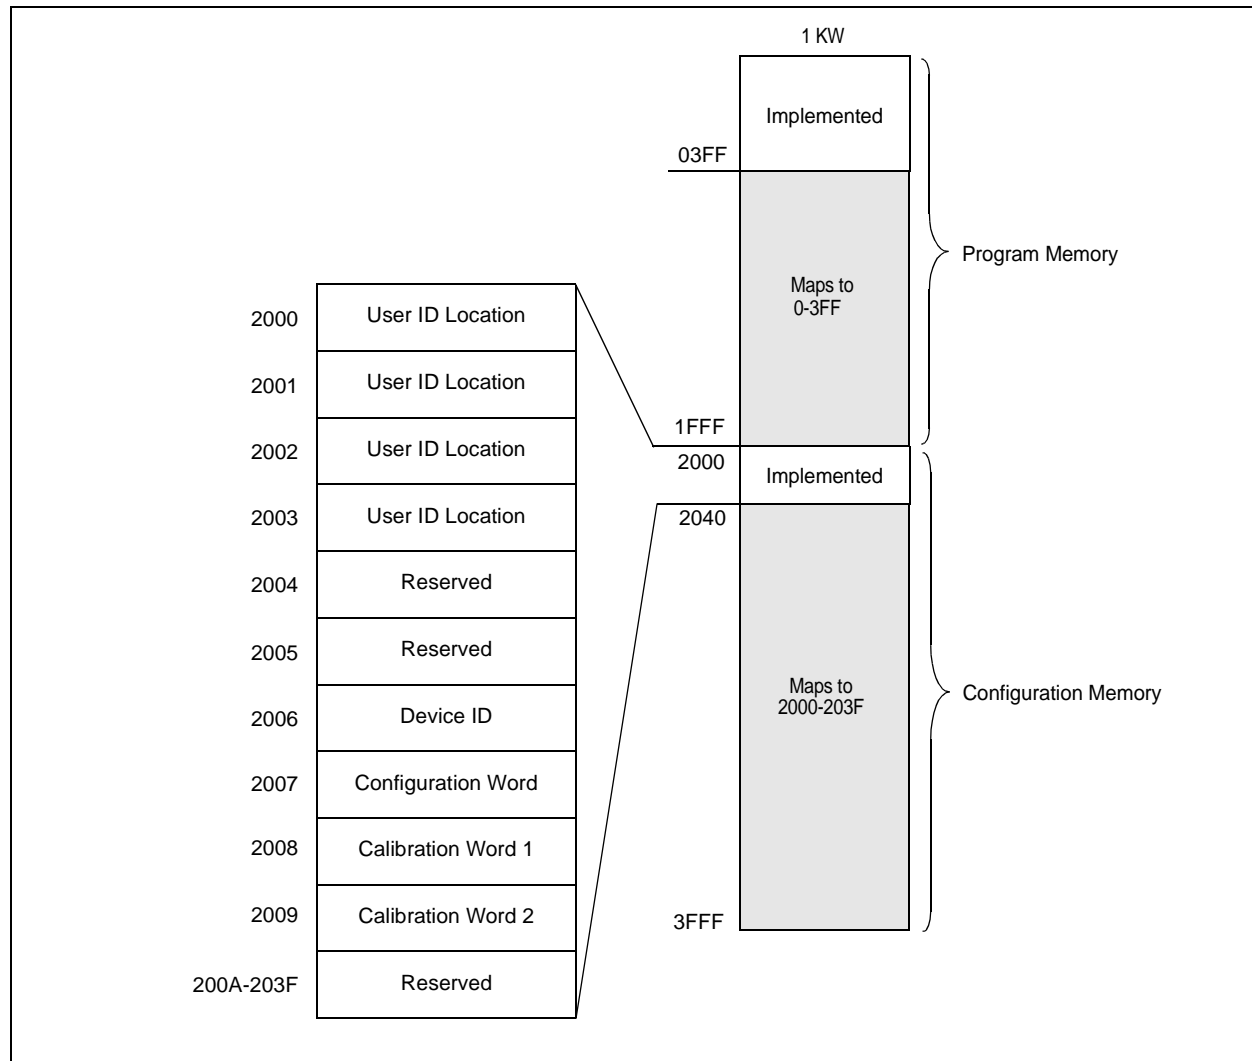 1 KW
Implemented
03FF
Maps to
0-3FF
Program Memory
1FFF
2000
Implemented
2040
Maps to
2000-203F
Configuration Memory
3FFF
2000 User ID Location
2001 User ID Location
2002 User ID Location
2003 User ID Location
2004 Reserved
2005 Reserved
2006 Device ID
2007 Configuration Word
2008 Calibration Word 1
2009 Calibration Word 2
200A-203F Reserved